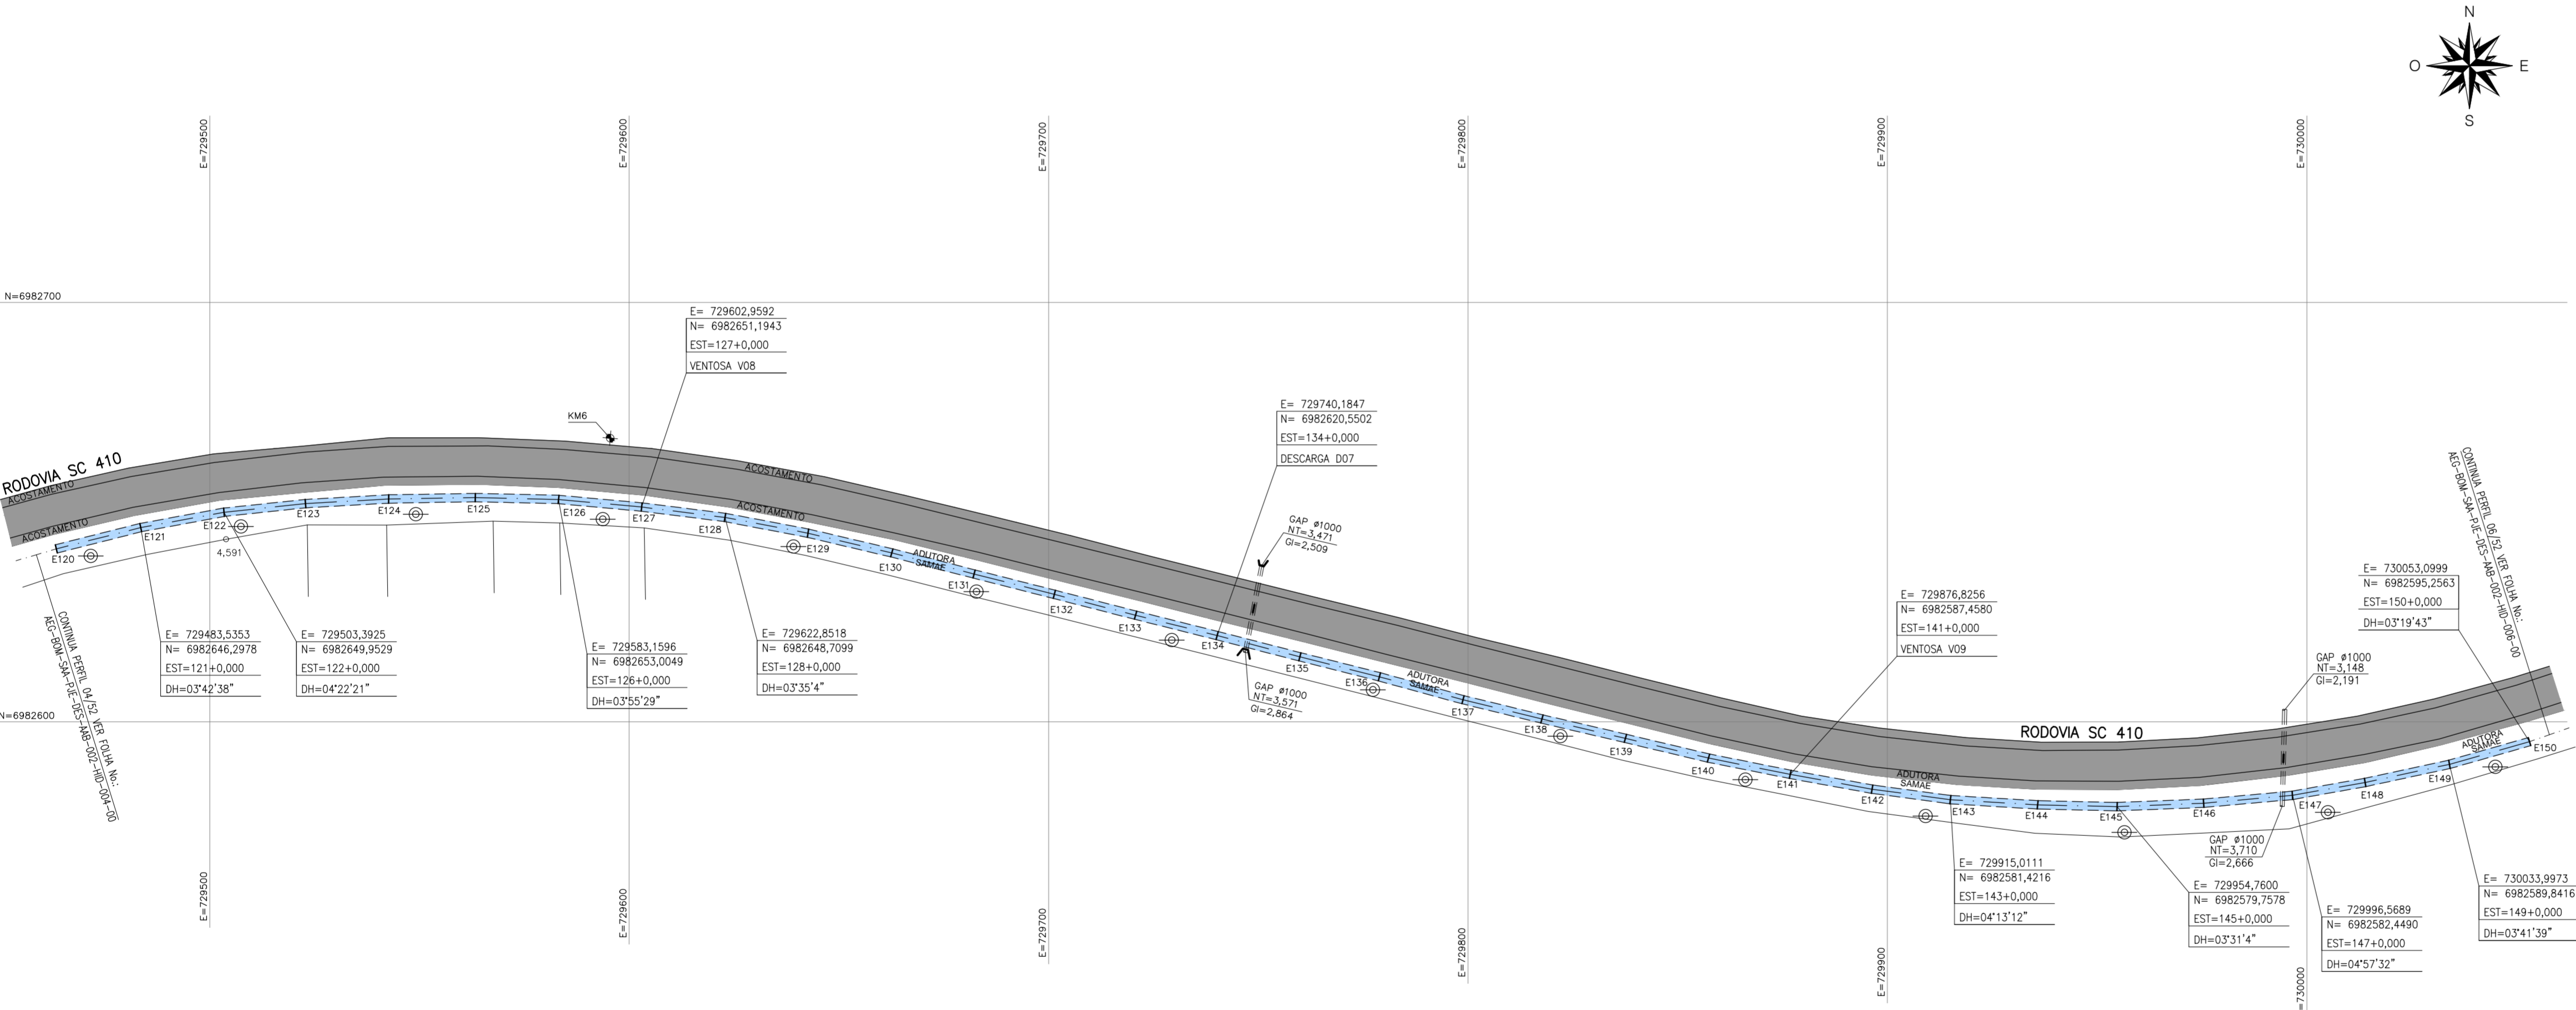 N
O
E
S
E=729500
E=729600
E=729700
E=729800
E=729900
E=730000
N=6982700
E= 729602,9592
N= 6982651,1943
EST=127+0,000
VENTOSA V08
KM6
E= 729740,1847
N= 6982620,5502
EST=134+0,000
DESCARGA D07
RODOVIA SC 410
ACOSTAMENTO
ACOSTAMENTO
ACOSTAMENTO
ACOSTAMENTO
CONTINUA PERFIL 06/52 VER FOLHA No.:
AEG-BOM-SAA-PJE-DES-AAB-002-HID-006-00
GAP ø1000
NT=3,471
GI=2,509
E120
E121
E122
E123
E124
E125
E126
E127
E128
E129
E130
E131
E132
E133
E134
E135
E136
E137
E138
E139
E140
E141
E142
E143
E144
E145
E146
E147
E148
E149
E150
4,591
ADUTORA
SAMAE
ADUTORA
SAMAE
ADUTORA
SAMAE
ADUTORA
SAMAE
E= 730053,0999
N= 6982595,2563
EST=150+0,000
DH=03°19'43"
E= 729876,8256
N= 6982587,4580
EST=141+0,000
VENTOSA V09
CONTINUA PERFIL 04/52 VER FOLHA No.:
AEG-BOM-SAA-PJE-DES-AAB-002-HID-004-00
E= 729483,5353
N= 6982646,2978
EST=121+0,000
DH=03°42'38"
E= 729503,3925
N= 6982649,9529
EST=122+0,000
DH=04°22'21"
E= 729583,1596
N= 6982653,0049
EST=126+0,000
DH=03°55'29"
E= 729622,8518
N= 6982648,7099
EST=128+0,000
DH=03°35'4"
GAP ø1000
NT=3,571
GI=2,864
GAP ø1000
NT=3,148
GI=2,191
N=6982600
RODOVIA SC 410
GAP ø1000
NT=3,710
GI=2,666
E= 729915,0111
N= 6982581,4216
EST=143+0,000
DH=04°13'12"
E= 729954,7600
N= 6982579,7578
EST=145+0,000
DH=03°31'4"
E= 729996,5689
N= 6982582,4490
EST=147+0,000
DH=04°57'32"
E= 730033,9973
N= 6982589,8416
EST=149+0,000
DH=03°41'39"
E=729500
E=729600
E=729700
E=729800
E=729900
=730000